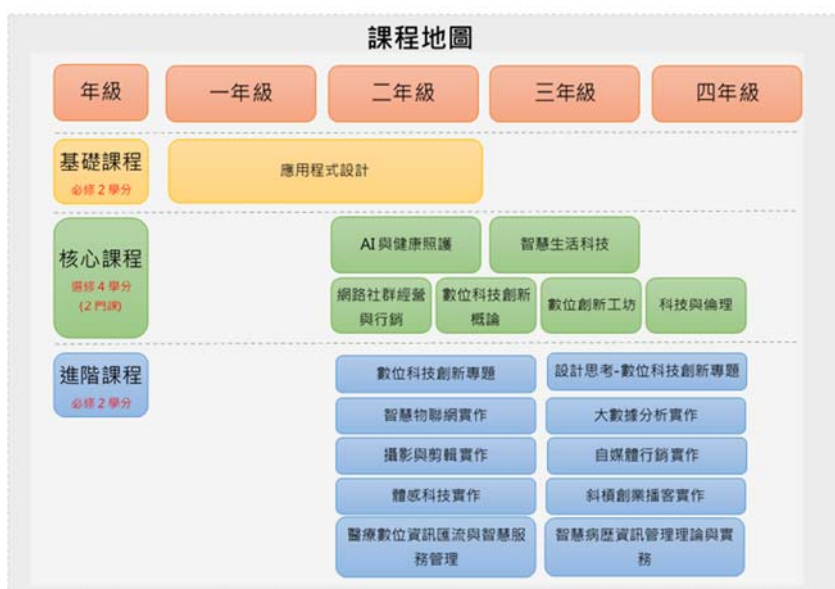 課程地圖
年級
一年級
二年級
三年級
四年級
基礎課程
必修2學分
應用程式設計
核心課程
選修4學分
(2門課)
AI與健康照護
智慧生活科技
網路社群經營
與行銷
數位科技創新
概論
數位創新工坊
科技與倫理
進階課程
必修2學分
數位科技創新專題
設計思考-數位科技創新專題
智慧物聯網實作
大數據分析實作
攝影與剪輯實作
自媒體行銷實作
體感科技實作
斜槓創業播客實作
醫療數位資訊匯流與智慧服
務管理
智慧病歷資訊管理理論與實
務